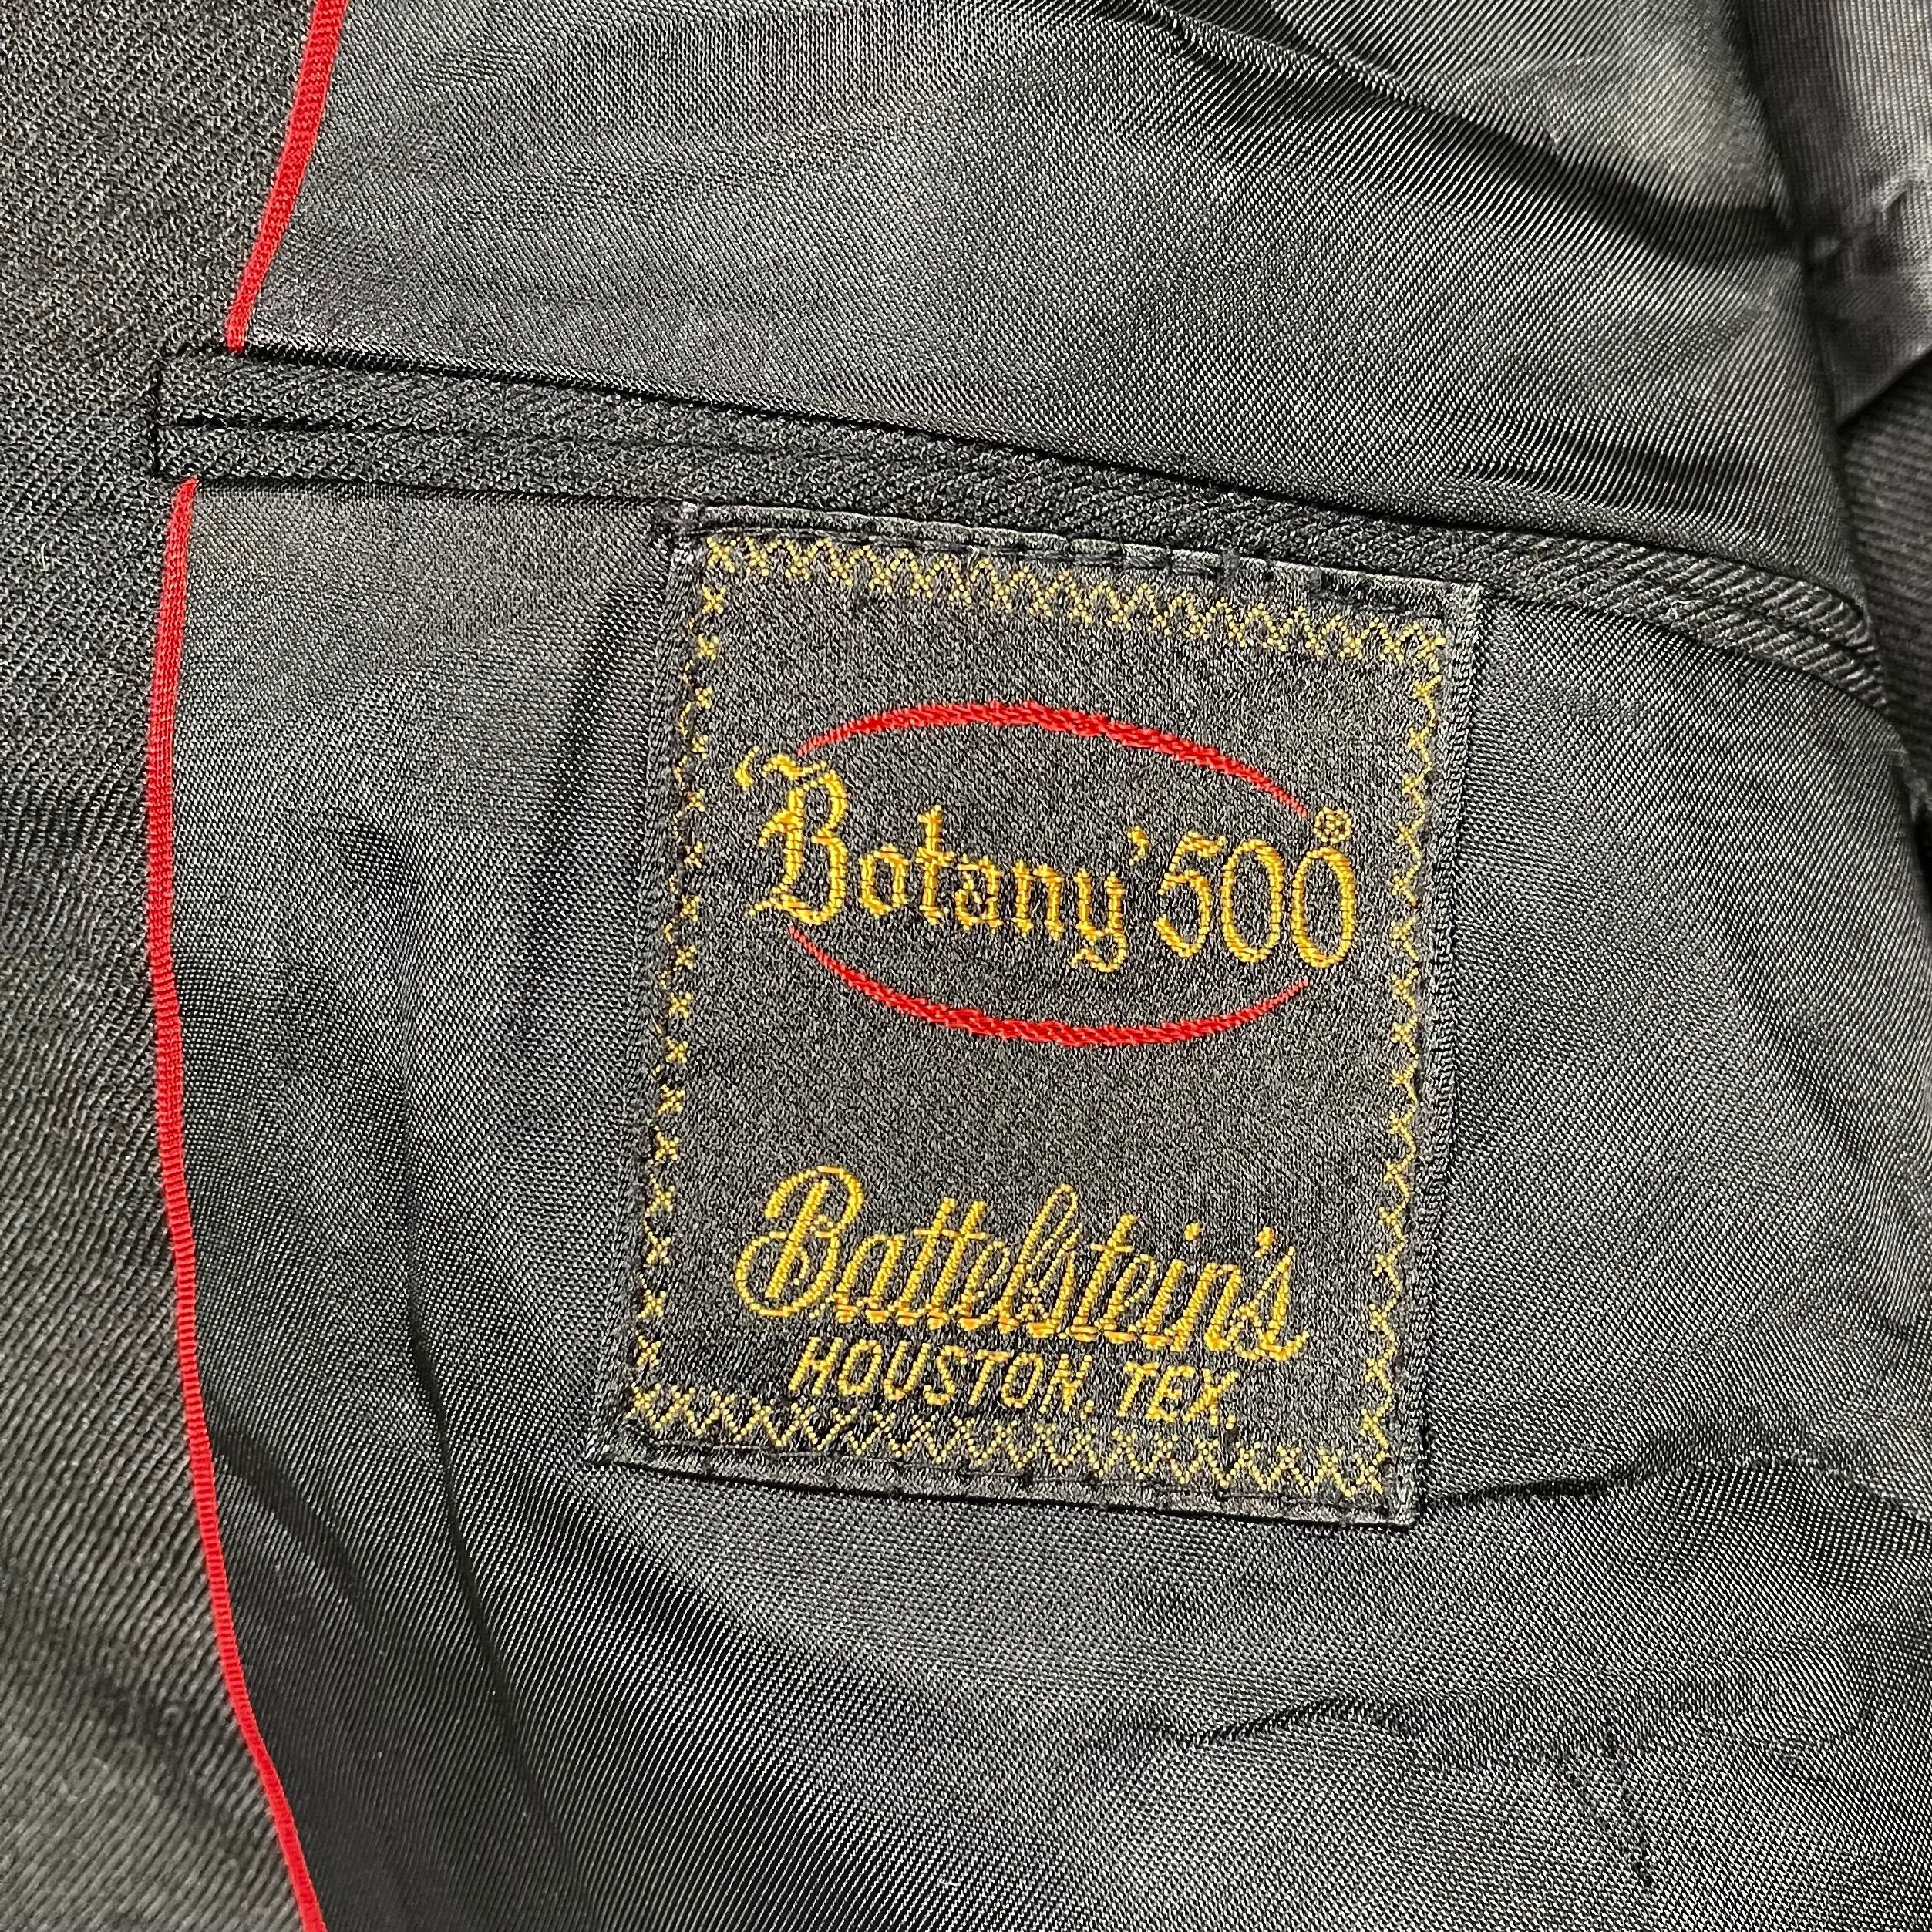 'Botany' 500®
Battelstein's
HOUSTON, TEX.